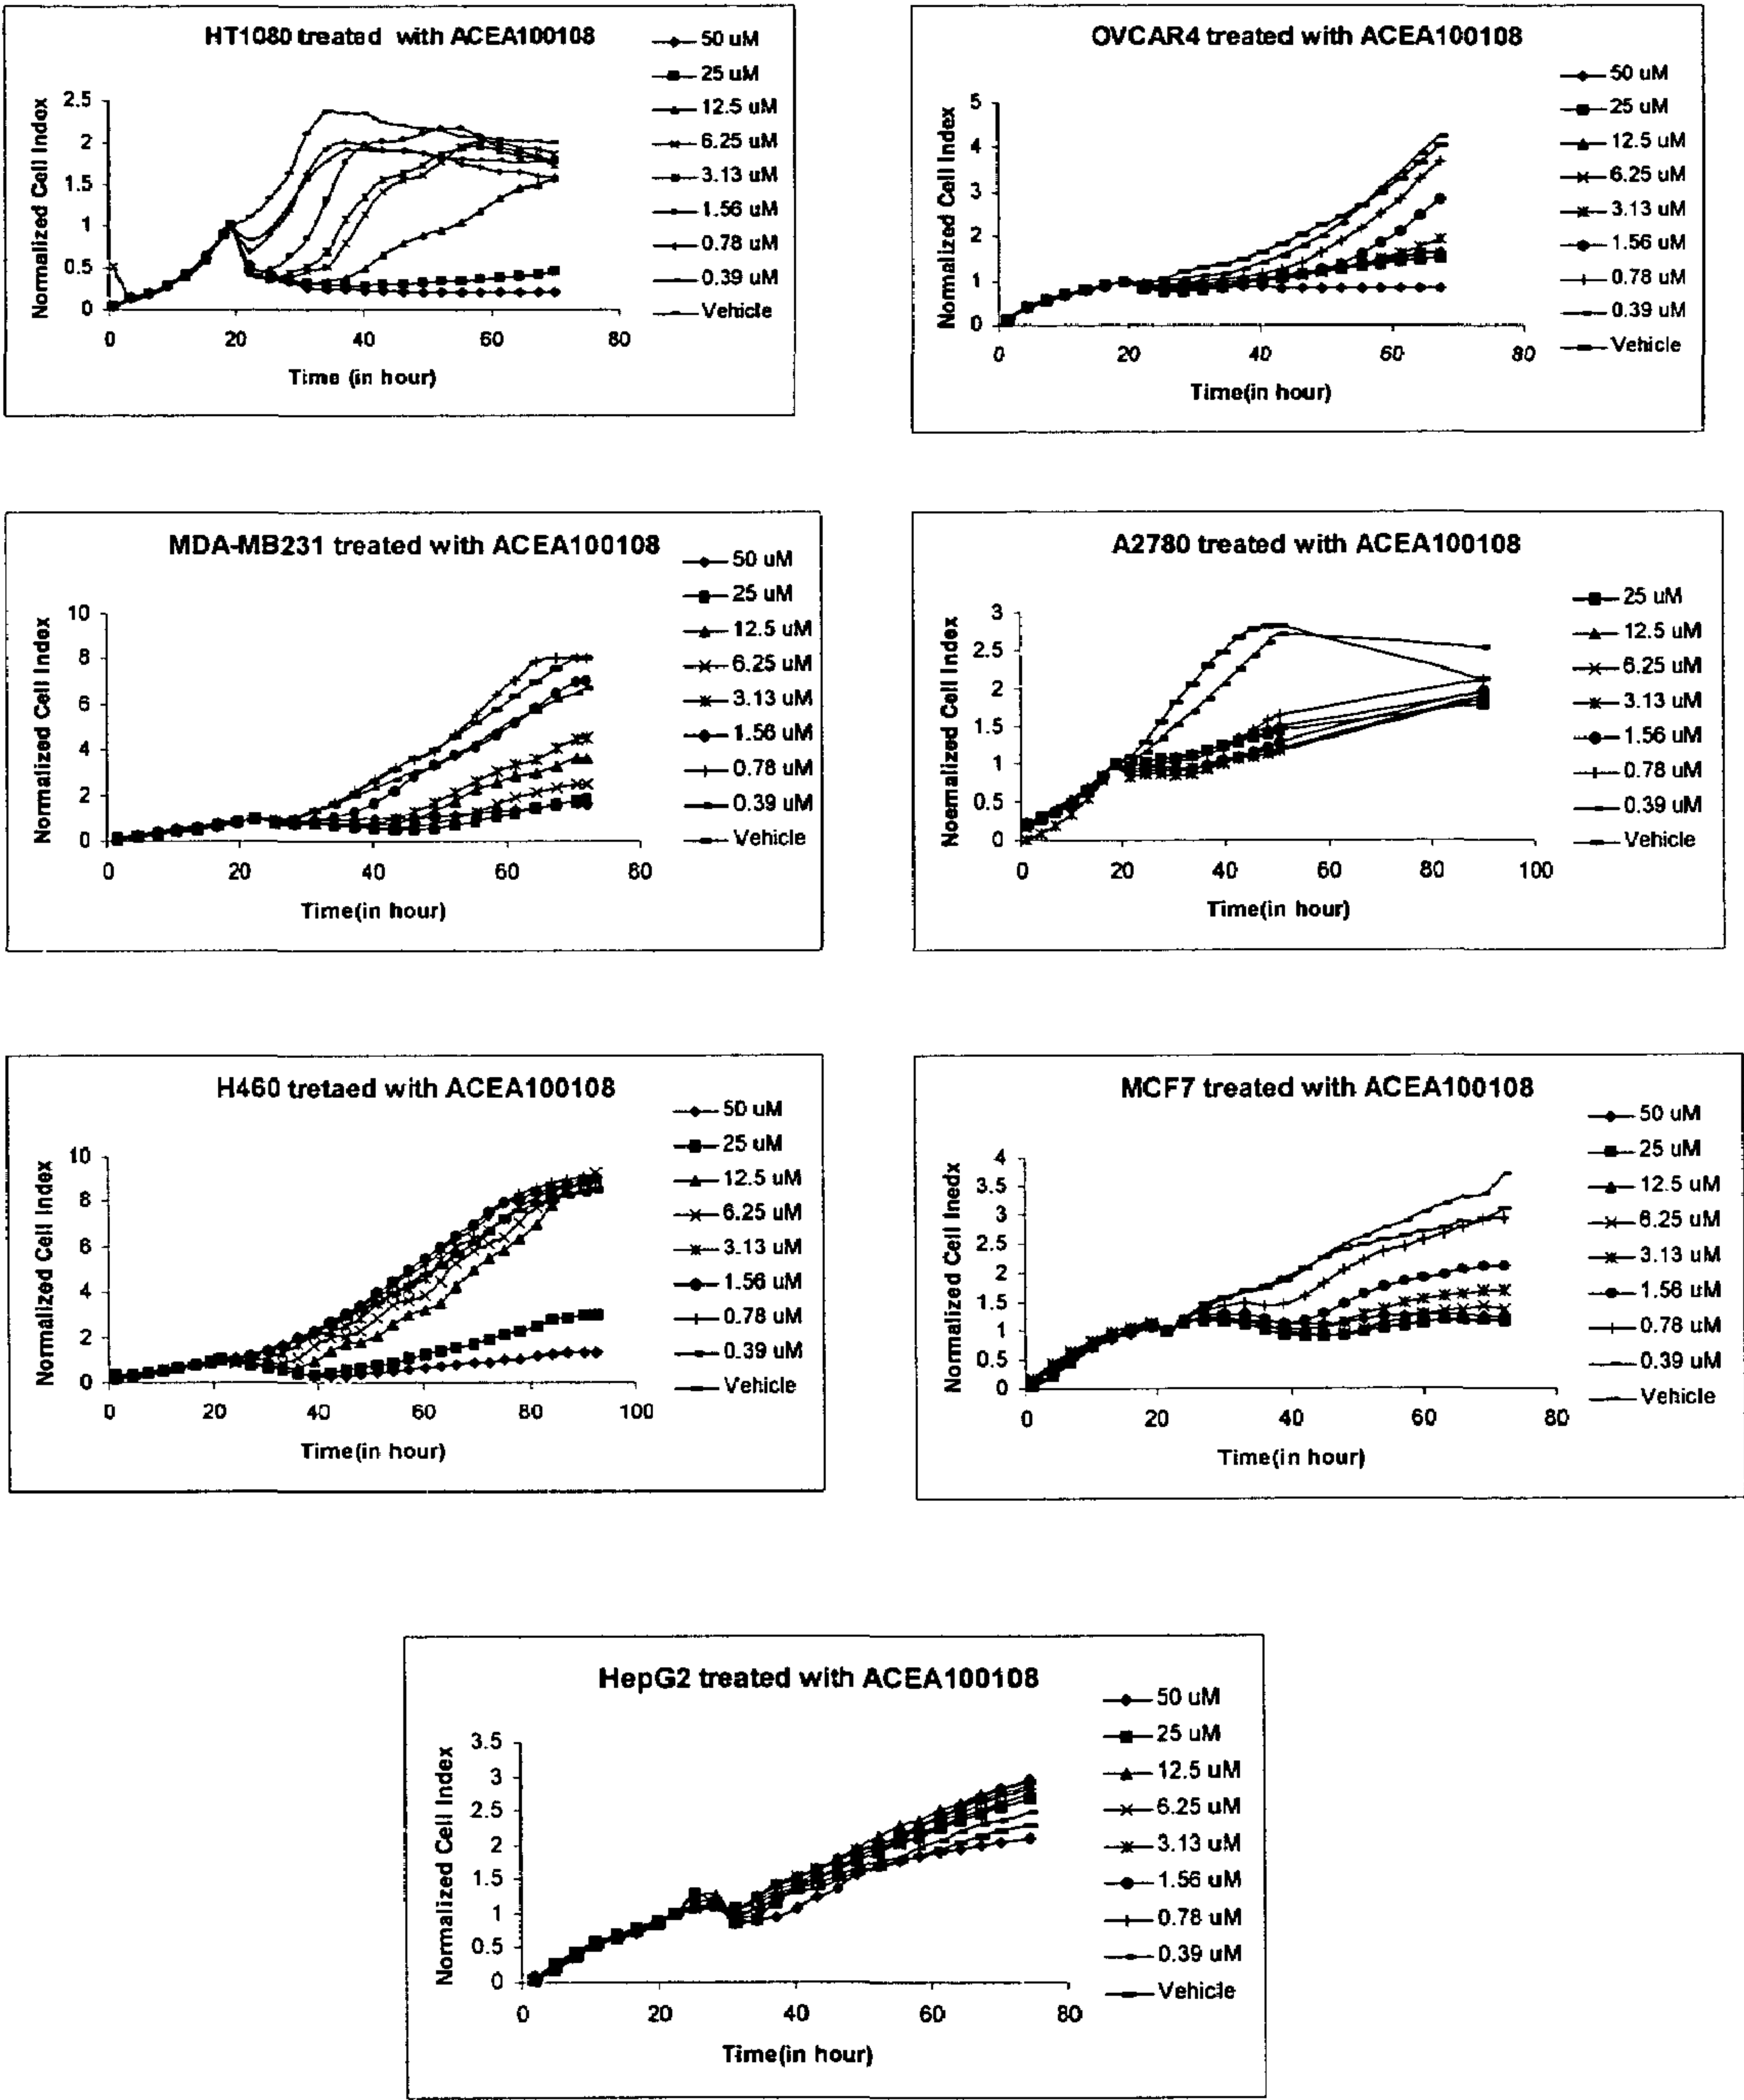 HT1080 treated with ACEA100108
Normalized Cell Index
2.5
2
1.5
1
0.5
0
0 20 40 60 80
Time (in hour)
50 uM
25 uM
12.5 uM
6.25 uM
3.13 uM
1.56 uM
0.78 uM
0.39 uM
Vehicle
OVCAR4 treated with ACEA100108
Normalized Cell Index
5
4
3
2
1
0
0 20 40 60 80
Time(in hour)
50 uM
25 uM
12.5 uM
6.25 uM
3.13 uM
1.56 uM
0.78 uM
0.39 uM
Vehicle
MDA-MB231 treated with ACEA100108
Normalized Cell Index
10
8
6
4
2
0
0 20 40 60 80
Time(in hour)
50 uM
25 uM
12.5 uM
6.25 uM
3.13 uM
1.56 uM
0.78 uM
0.39 uM
Vehicle
A2780 treated with ACEA100108
Noemalized Cell Index
3
2.5
2
1.5
1
0.5
0
0 20 40 60 80 100
Time(in hour)
25 uM
12.5 uM
6.25 uM
3.13 uM
1.56 uM
0.78 uM
0.39 uM
Vehicle
H460 tretaed with ACEA100108
Normalized Cell Index
10
8
6
4
2
0
0 20 40 60 80 100
Time(in hour)
50 uM
25 uM
12.5 uM
6.25 uM
3.13 uM
1.56 uM
0.78 uM
0.39 uM
Vehicle
MCF7 treated with ACEA100108
Normalized Cell Inedx
4
3.5
3
2.5
2
1.5
1
0.5
0
0 20 40 60 80
Time(in hour)
50 uM
25 uM
12.5 uM
6.25 uM
3.13 uM
1.56 uM
0.78 uM
0.39 uM
Vehicle
HepG2 treated with ACEA100108
Normalized Cell Index
3.5
3
2.5
2
1.5
1
0.5
0
0 20 40 60 80
Time(in hour)
50 uM
25 uM
12.5 uM
6.25 uM
3.13 uM
1.56 uM
0.78 uM
0.39 uM
Vehicle